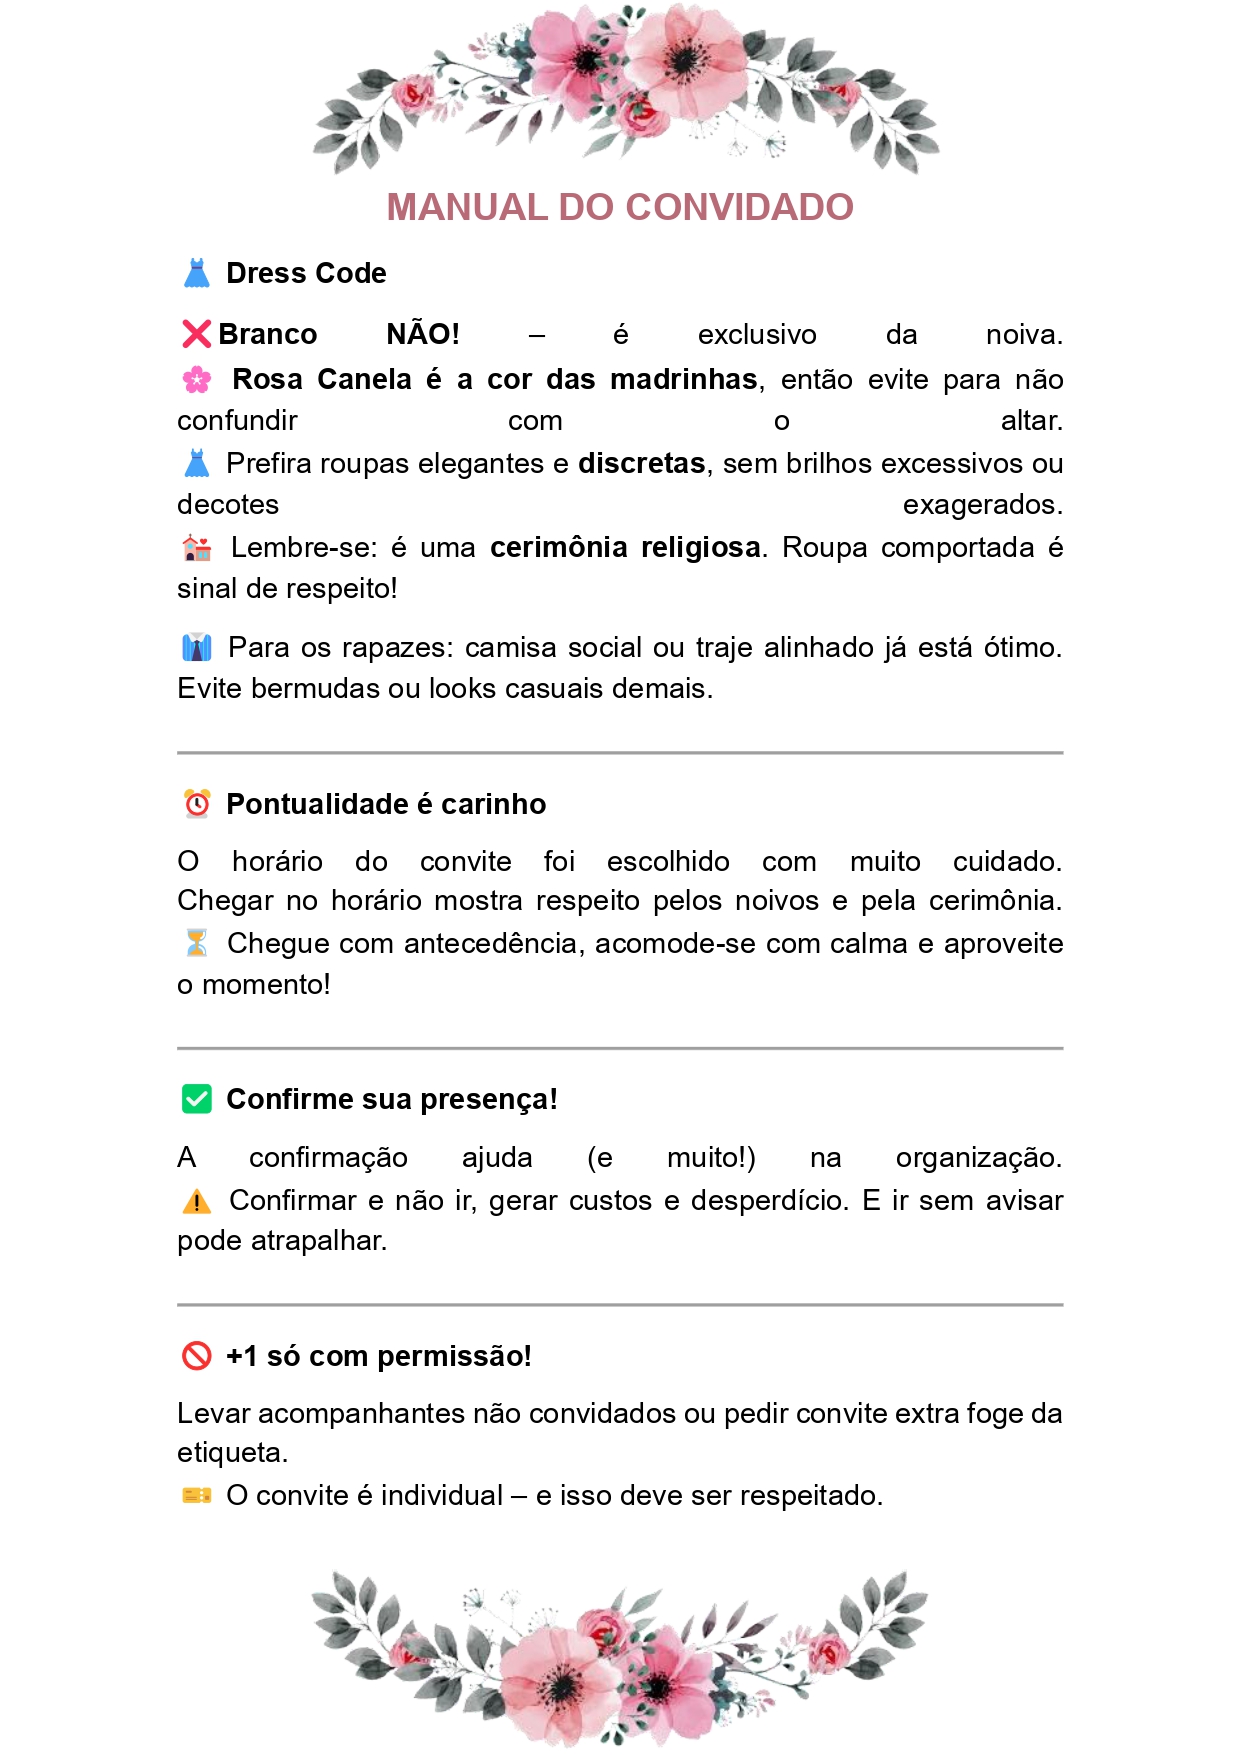 MANUAL DO CONVIDADO
👗 Dress Code
❌Branco NÃO! – é exclusivo da noiva.
🌸 Rosa Canela é a cor das madrinhas, então evite para não
confundir com o altar.
👗 Prefira roupas elegantes e discretas, sem brilhos excessivos ou
decotes exagerados.
💒 Lembre-se: é uma cerimônia religiosa. Roupa comportada é
sinal de respeito!
👔 Para os rapazes: camisa social ou traje alinhado já está ótimo.
Evite bermudas ou looks casuais demais.
⏰ Pontualidade é carinho
O horário do convite foi escolhido com muito cuidado.
Chegar no horário mostra respeito pelos noivos e pela cerimônia.
⏳ Chegue com antecedência, acomode-se com calma e aproveite
o momento!
✅ Confirme sua presença!
A confirmação ajuda (e muito!) na organização.
⚠️ Confirmar e não ir, gerar custos e desperdício. E ir sem avisar
pode atrapalhar.
🚫 +1 só com permissão!
Levar acompanhantes não convidados ou pedir convite extra foge da
etiqueta.
🎫 O convite é individual – e isso deve ser respeitado.